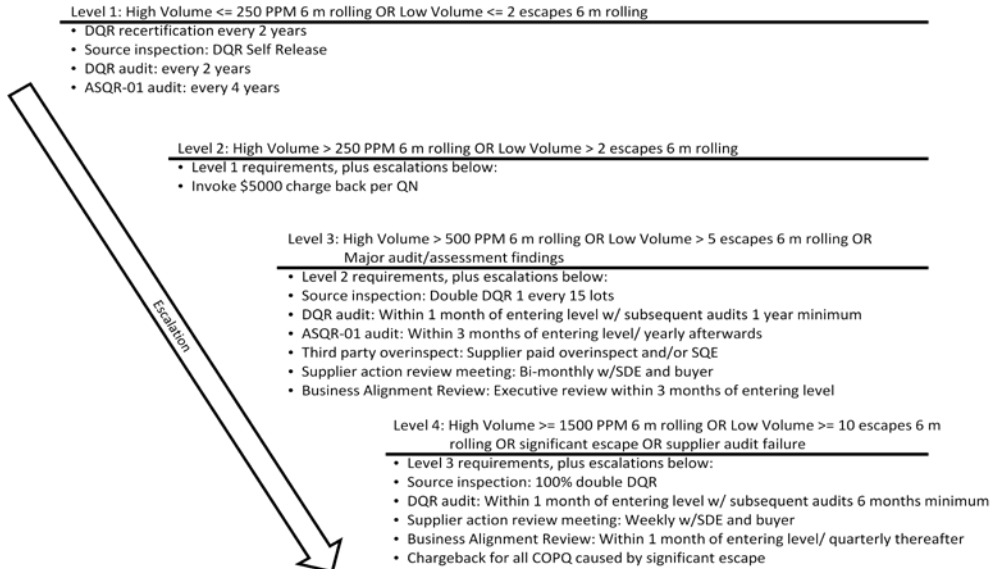 Level 1: High Volume <= 250 PPM 6 m rolling OR Low Volume <= 2 escapes 6 m rolling
• DQR recertification every 2 years
• Source inspection: DQR Self Release
• DQR audit: every 2 years
• ASQR-01 audit: every 4 years
Level 2: High Volume > 250 PPM 6 m rolling OR Low Volume > 2 escapes 6 m rolling
• Level 1 requirements, plus escalations below:
• Invoke $5000 charge back per QN
Level 3: High Volume > 500 PPM 6 m rolling OR Low Volume > 5 escapes 6 m rolling OR
Major audit/assessment findings
• Level 2 requirements, plus escalations below:
• Source inspection: Double DQR 1 every 15 lots
• DQR audit: Within 1 month of entering level w/ subsequent audits 1 year minimum
• ASQR-01 audit: Within 3 months of entering level/ yearly afterwards
• Third party overinspect: Supplier paid overinspect and/or SQE
• Supplier action review meeting: Bi-monthly w/SDE and buyer
• Business Alignment Review: Executive review within 3 months of entering level
Escalation
Level 4: High Volume >= 1500 PPM 6 m rolling OR Low Volume >= 10 escapes 6 m
rolling OR significant escape OR supplier audit failure
• Level 3 requirements, plus escalations below:
• Source inspection: 100% double DQR
• DQR audit: Within 1 month of entering level w/ subsequent audits 6 months minimum
• Supplier action review meeting: Weekly w/SDE and buyer
• Business Alignment Review: Within 1 month of entering level/ quarterly thereafter
• Chargeback for all COPQ caused by significant escape